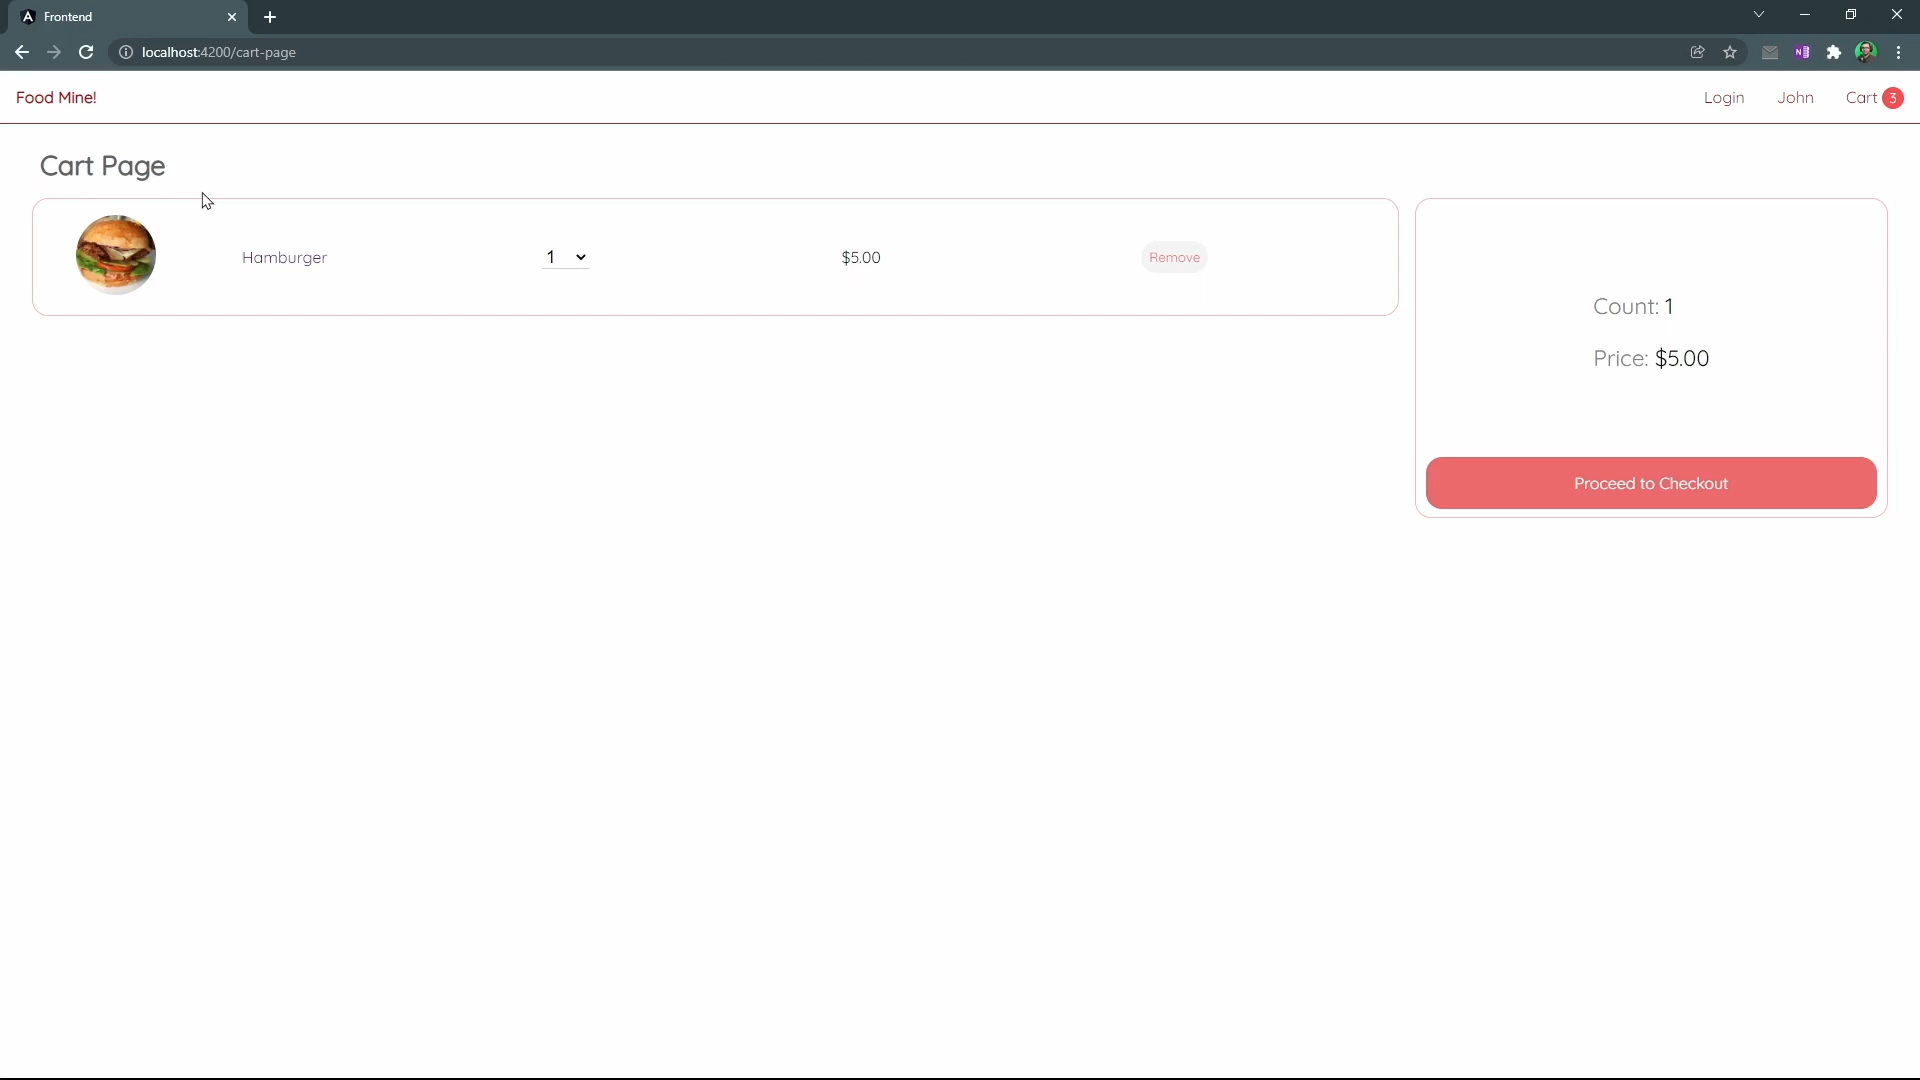 Frontend
localhost:4200/cart-page
Food Mine!
Login John Cart 3
Cart Page
Hamburger 1 $5.00 Remove
Count: 1
Price: $5.00
Proceed to Checkout